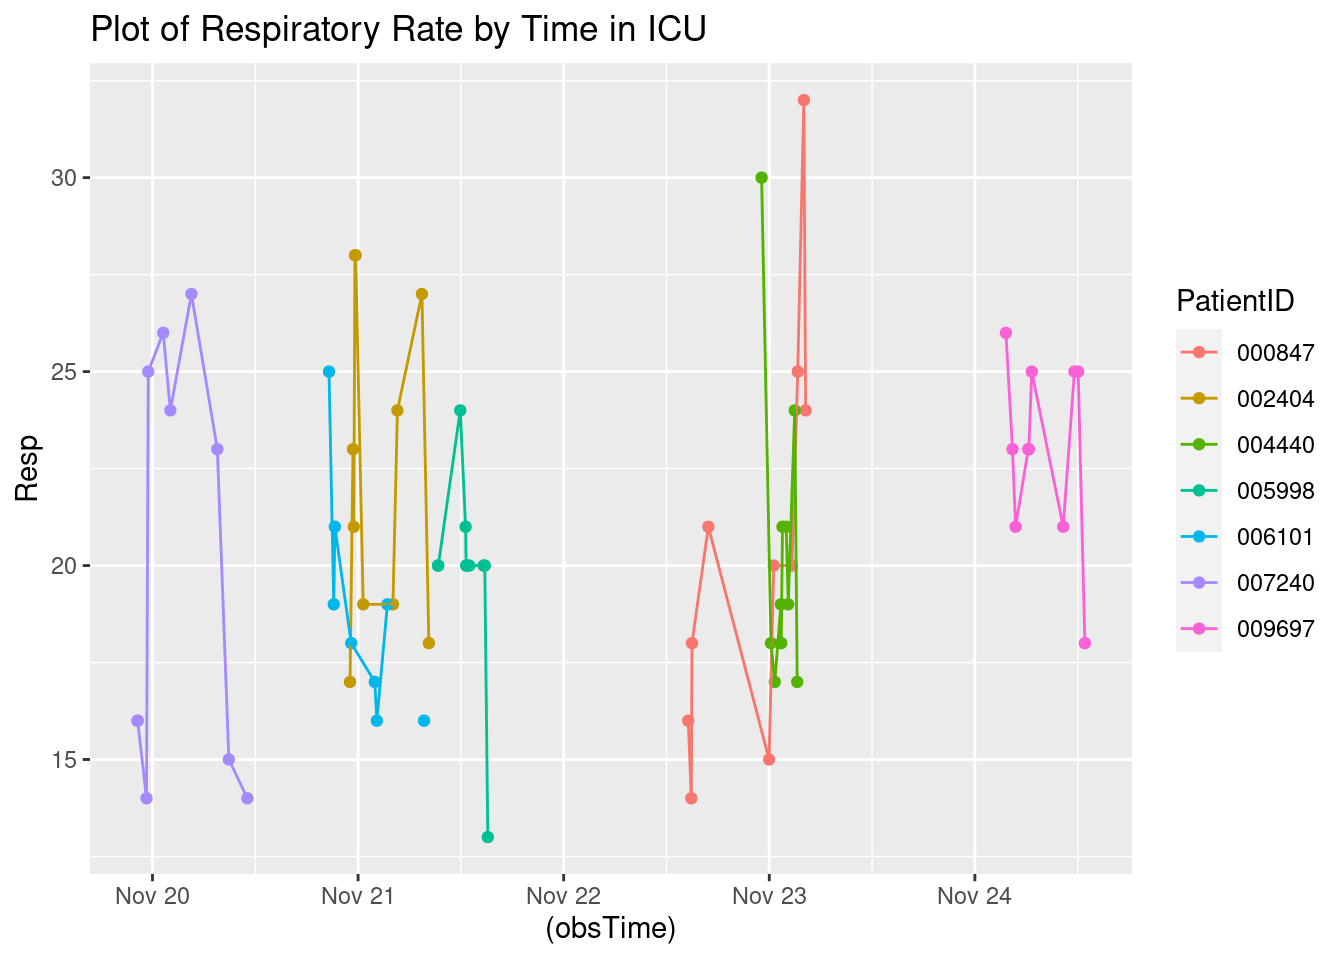 Plot of Respiratory Rate by Time in ICU
Resp
30
25
20
15
Nov 20 Nov 21 Nov 22 Nov 23 Nov 24
(obsTime)
PatientID
000847
002404
004440
005998
006101
007240
009697